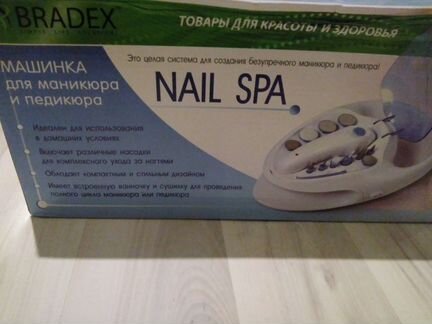 BRADEX
ТОВАРЫ ДЛЯ КРАСОТЫ И ЗДОРОВЬЯ
Это целая система для создания безупречного маникюра и педикюра!
МАШИНКА
для маникюра
и педикюра
NAIL SPA
Идеален для использования
в домашних условиях
Включает различные насадки
для комплексного ухода за ногтями
Обладает компактным и стильным дизайном
Имеет встроенную ванночку и сушилку для проведения
полного цикла маникюра или педикюра